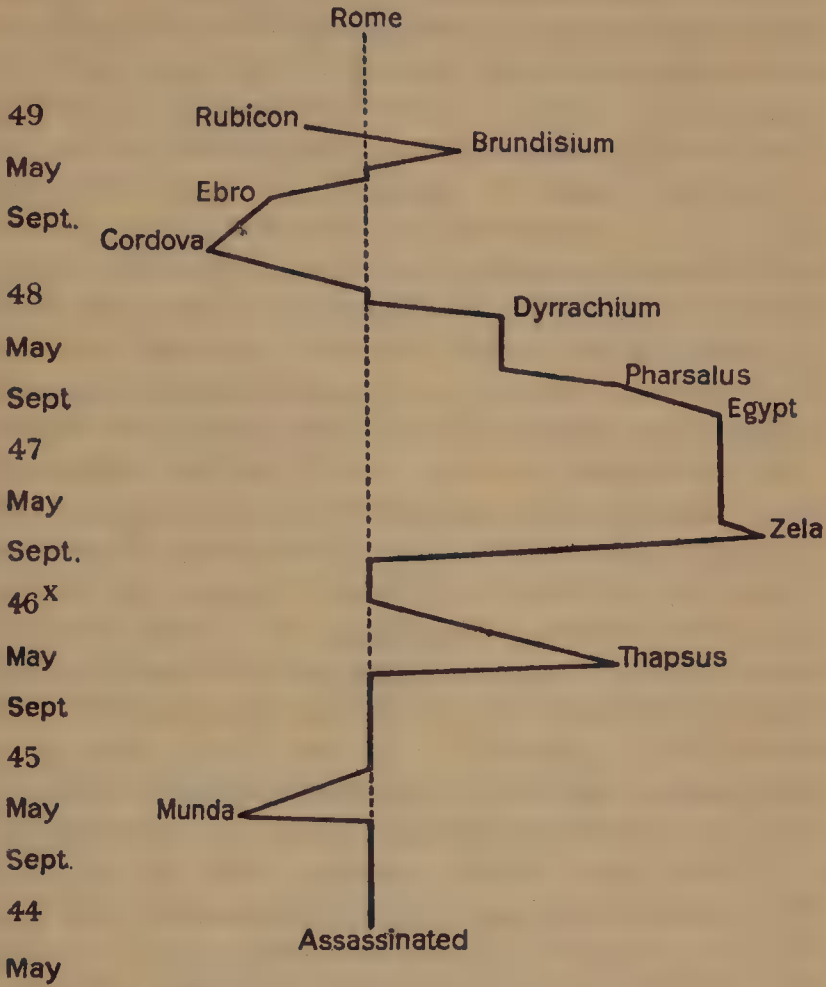 Rome
49
Rubicon
Brundisium
May
Ebro
Sept.
Cordova
48
Dyrrachium
May
Pharsalus
Sept
Egypt
47
May
Zela
Sept.
46x
May
Thapsus
Sept
45
May
Munda
Sept.
44
Assassinated
May